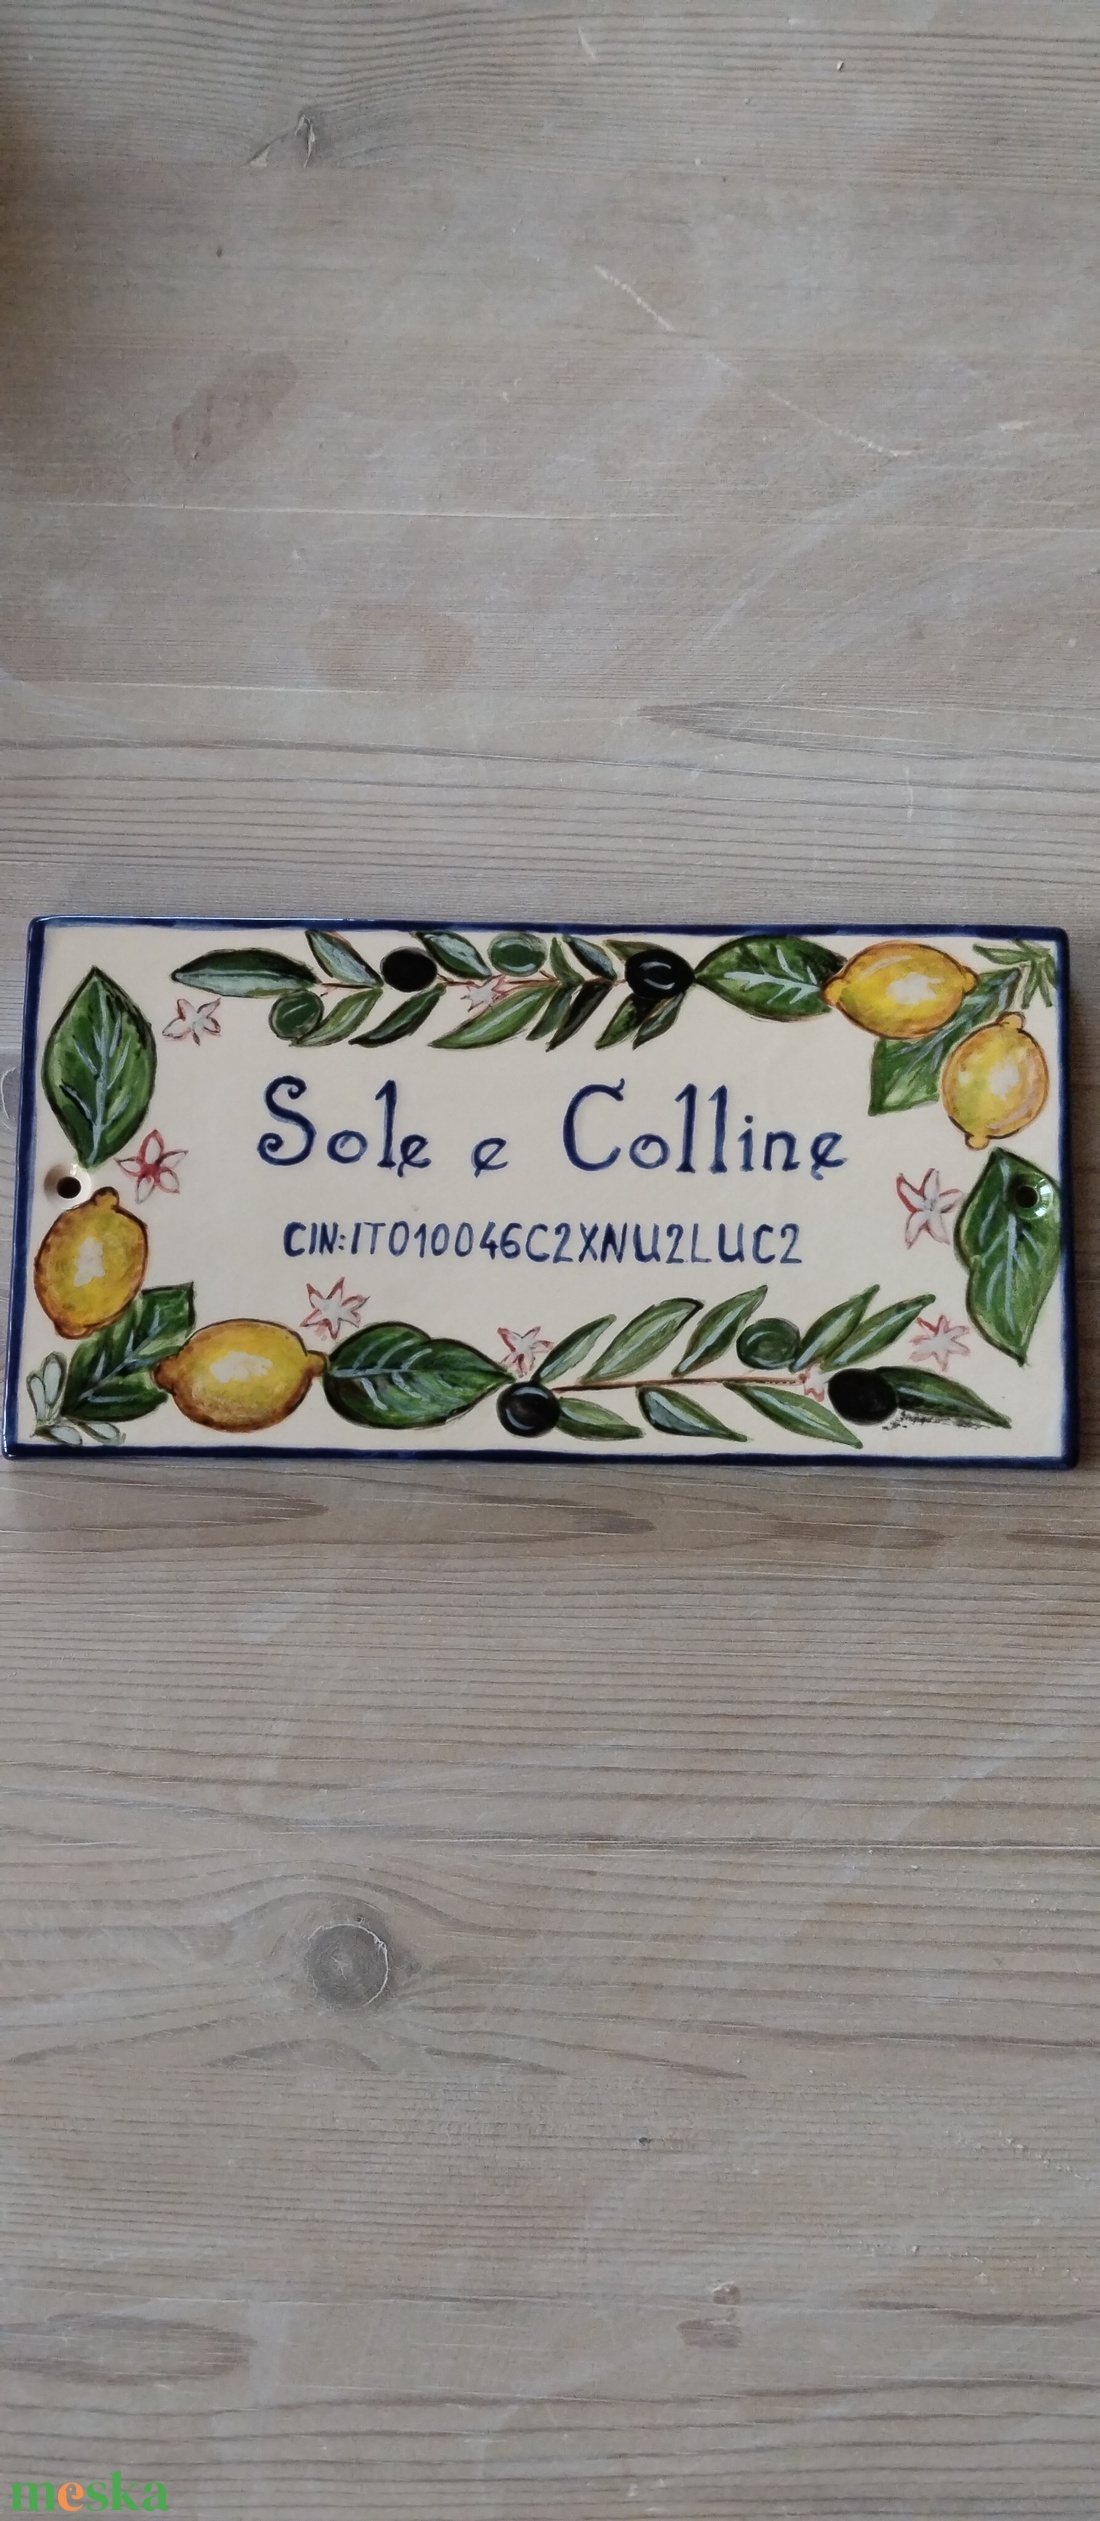 Sole e Colline
CIN:IT010046C2XNU2LUC2
meska